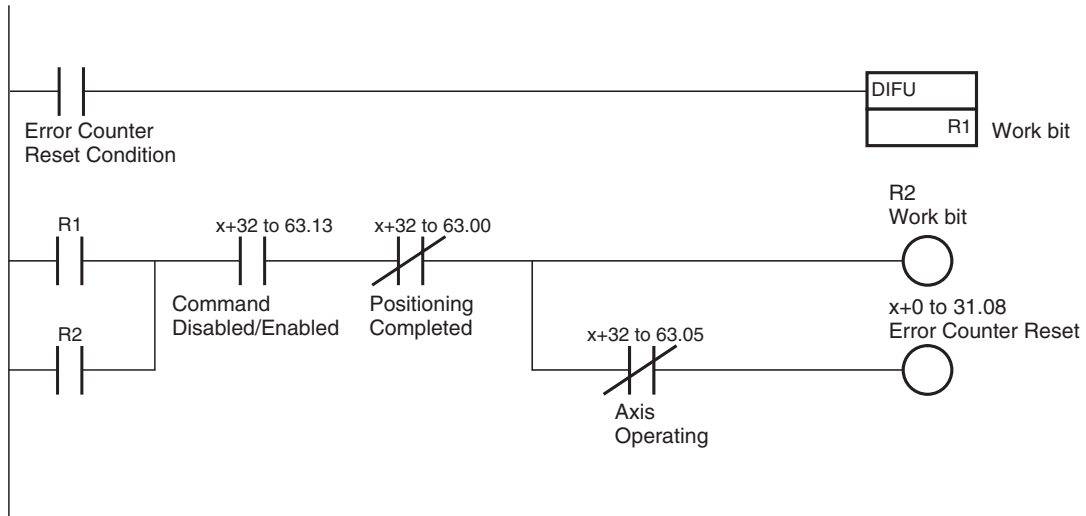 DIFU
R1 Work bit
Error Counter
Reset Condition
R2
Work bit
R1
x+32 to 63.13
x+32 to 63.00
Command
Disabled/Enabled
Positioning
Completed
x+0 to 31.08
Error Counter Reset
R2
x+32 to 63.05
Axis
Operating